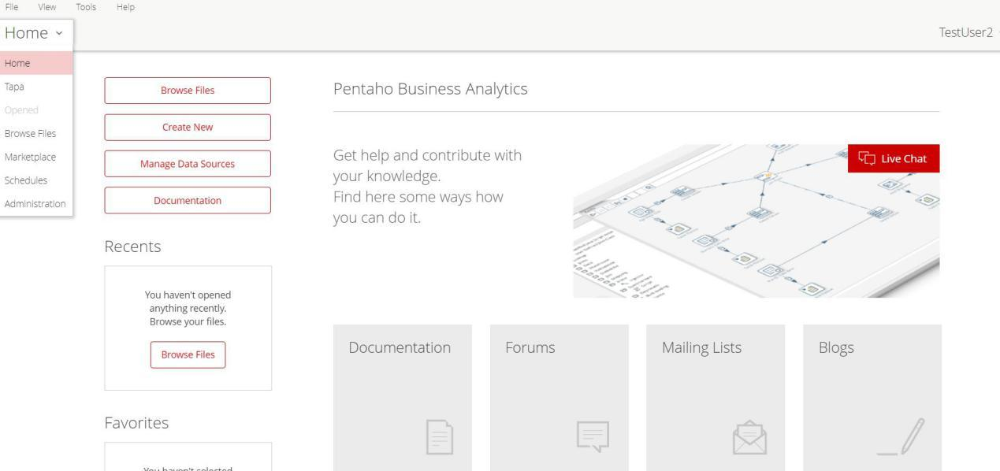 File View Tools Help
Home
TestUser2
Home
Tapa
Opened
Browse Files
Marketplace
Schedules
Administration
Browse Files
Create New
Manage Data Sources
Documentation
Recents
You haven't opened
anything recently.
Browse your files.
Browse Files
Favorites
You haven't selected
Pentaho Business Analytics
Get help and contribute with
your knowledge.
Find here some ways how
you can do it.
Live Chat
Documentation
Forums
Mailing Lists
Blogs